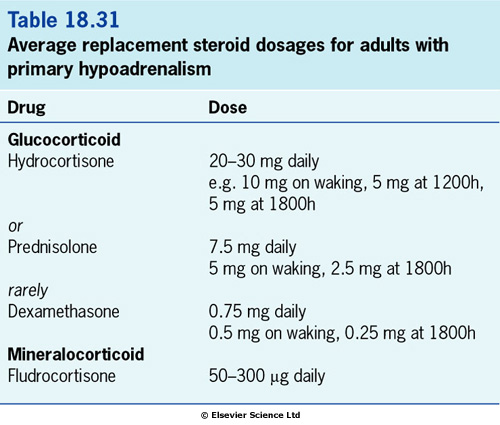 Table 18.31
Average replacement steroid dosages for adults with
primary hypoadrenalism
Drug Dose
Glucocorticoid
Hydrocortisone 20–30 mg daily
e.g. 10 mg on waking, 5 mg at 1200h,
5 mg at 1800h
or
Prednisolone 7.5 mg daily
5 mg on waking, 2.5 mg at 1800h
rarely
Dexamethasone 0.75 mg daily
0.5 mg on waking, 0.25 mg at 1800h
Mineralocorticoid
Fludrocortisone 50–300 μg daily
© Elsevier Science Ltd